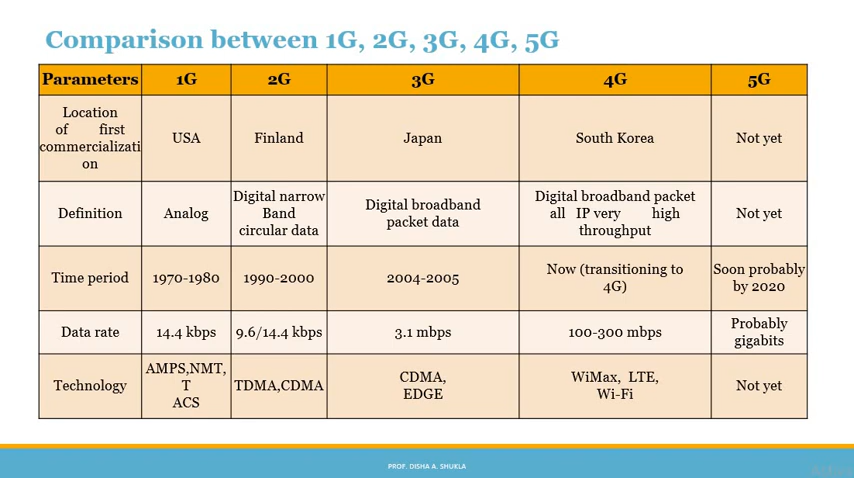 Comparison between 1G, 2G, 3G, 4G, 5G
Parameters 1G 2G 3G 4G 5G
Location
of first
commercializati
on
USA
Finland
Japan
South Korea
Not yet
Definition
Analog
Digital narrow
Band
circular data
Digital broadband
packet data
Digital broadband packet
all IP very high
throughput
Not yet
Time period
1970-1980
1990-2000
2004-2005
Now (transitioning to
4G)
Soon probably
by 2020
Data rate
14.4 kbps
9.6/14.4 kbps
3.1 mbps
100-300 mbps
Probably
gigabits
Technology
AMPS,NMT,
T
ACS
TDMA,CDMA
CDMA,
EDGE
WiMax, LTE,
Wi-Fi
Not yet
PROF. DISHA A. SHUKLA